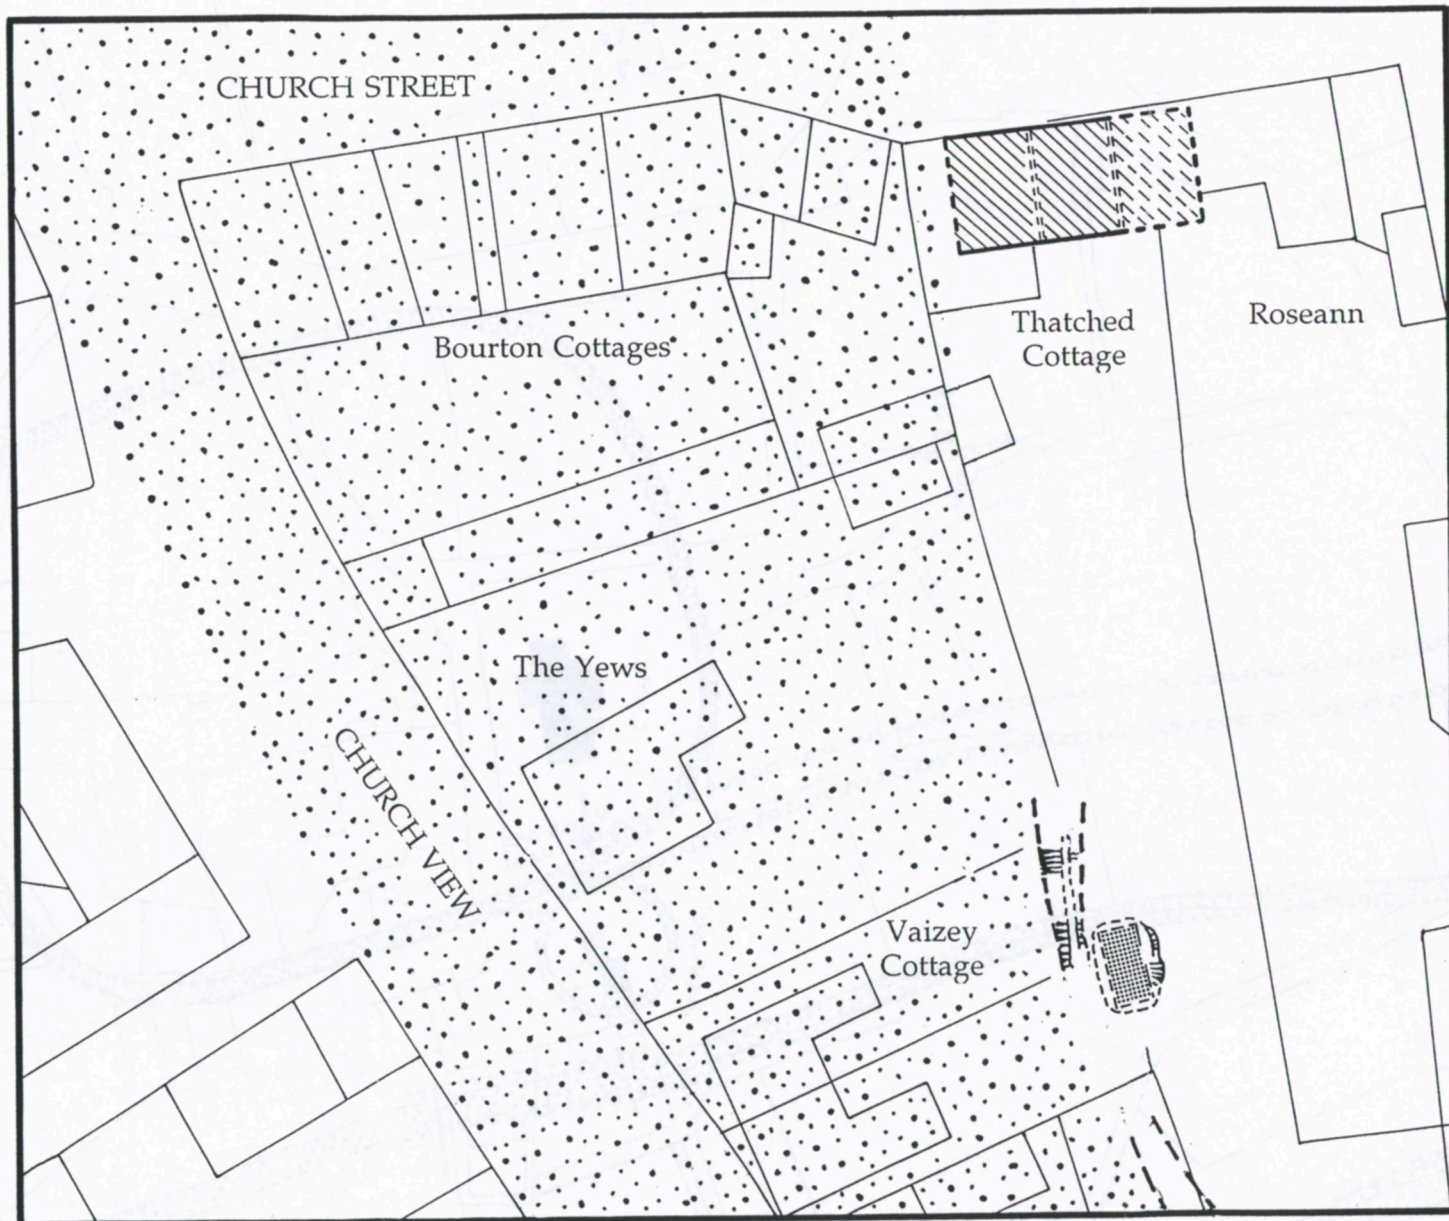 CHURCH STREET
Bourton Cottages
Thatched
Cottage
Roseann
The Yews
CHURCH VIEW
Vaizey
Cottage